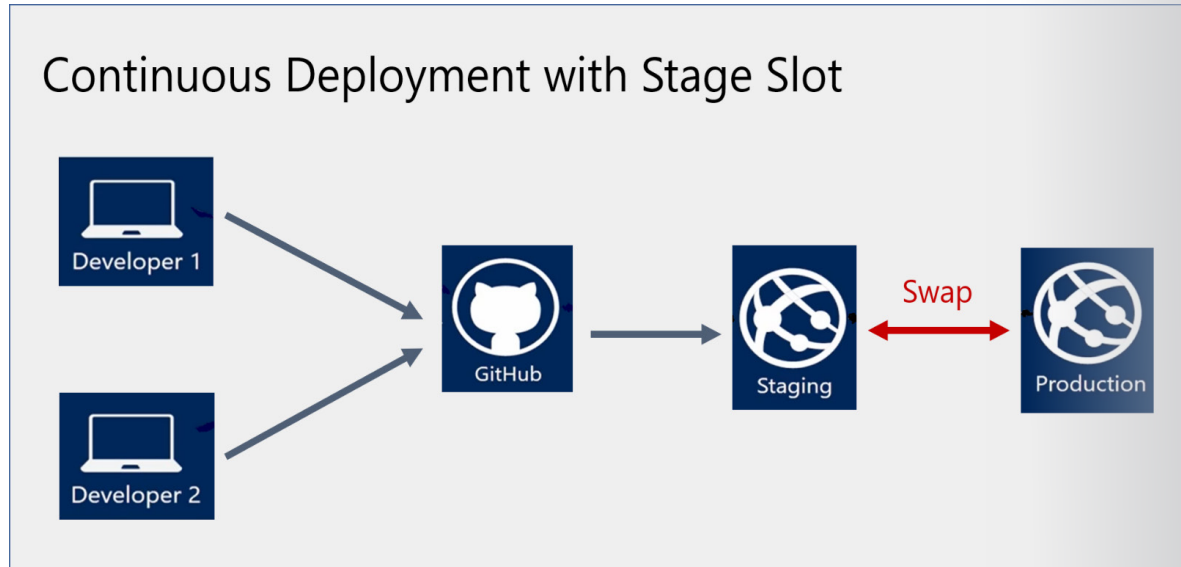 Continuous Deployment with Stage Slot
Developer 1
GitHub
Staging
Swap
Production
Developer 2